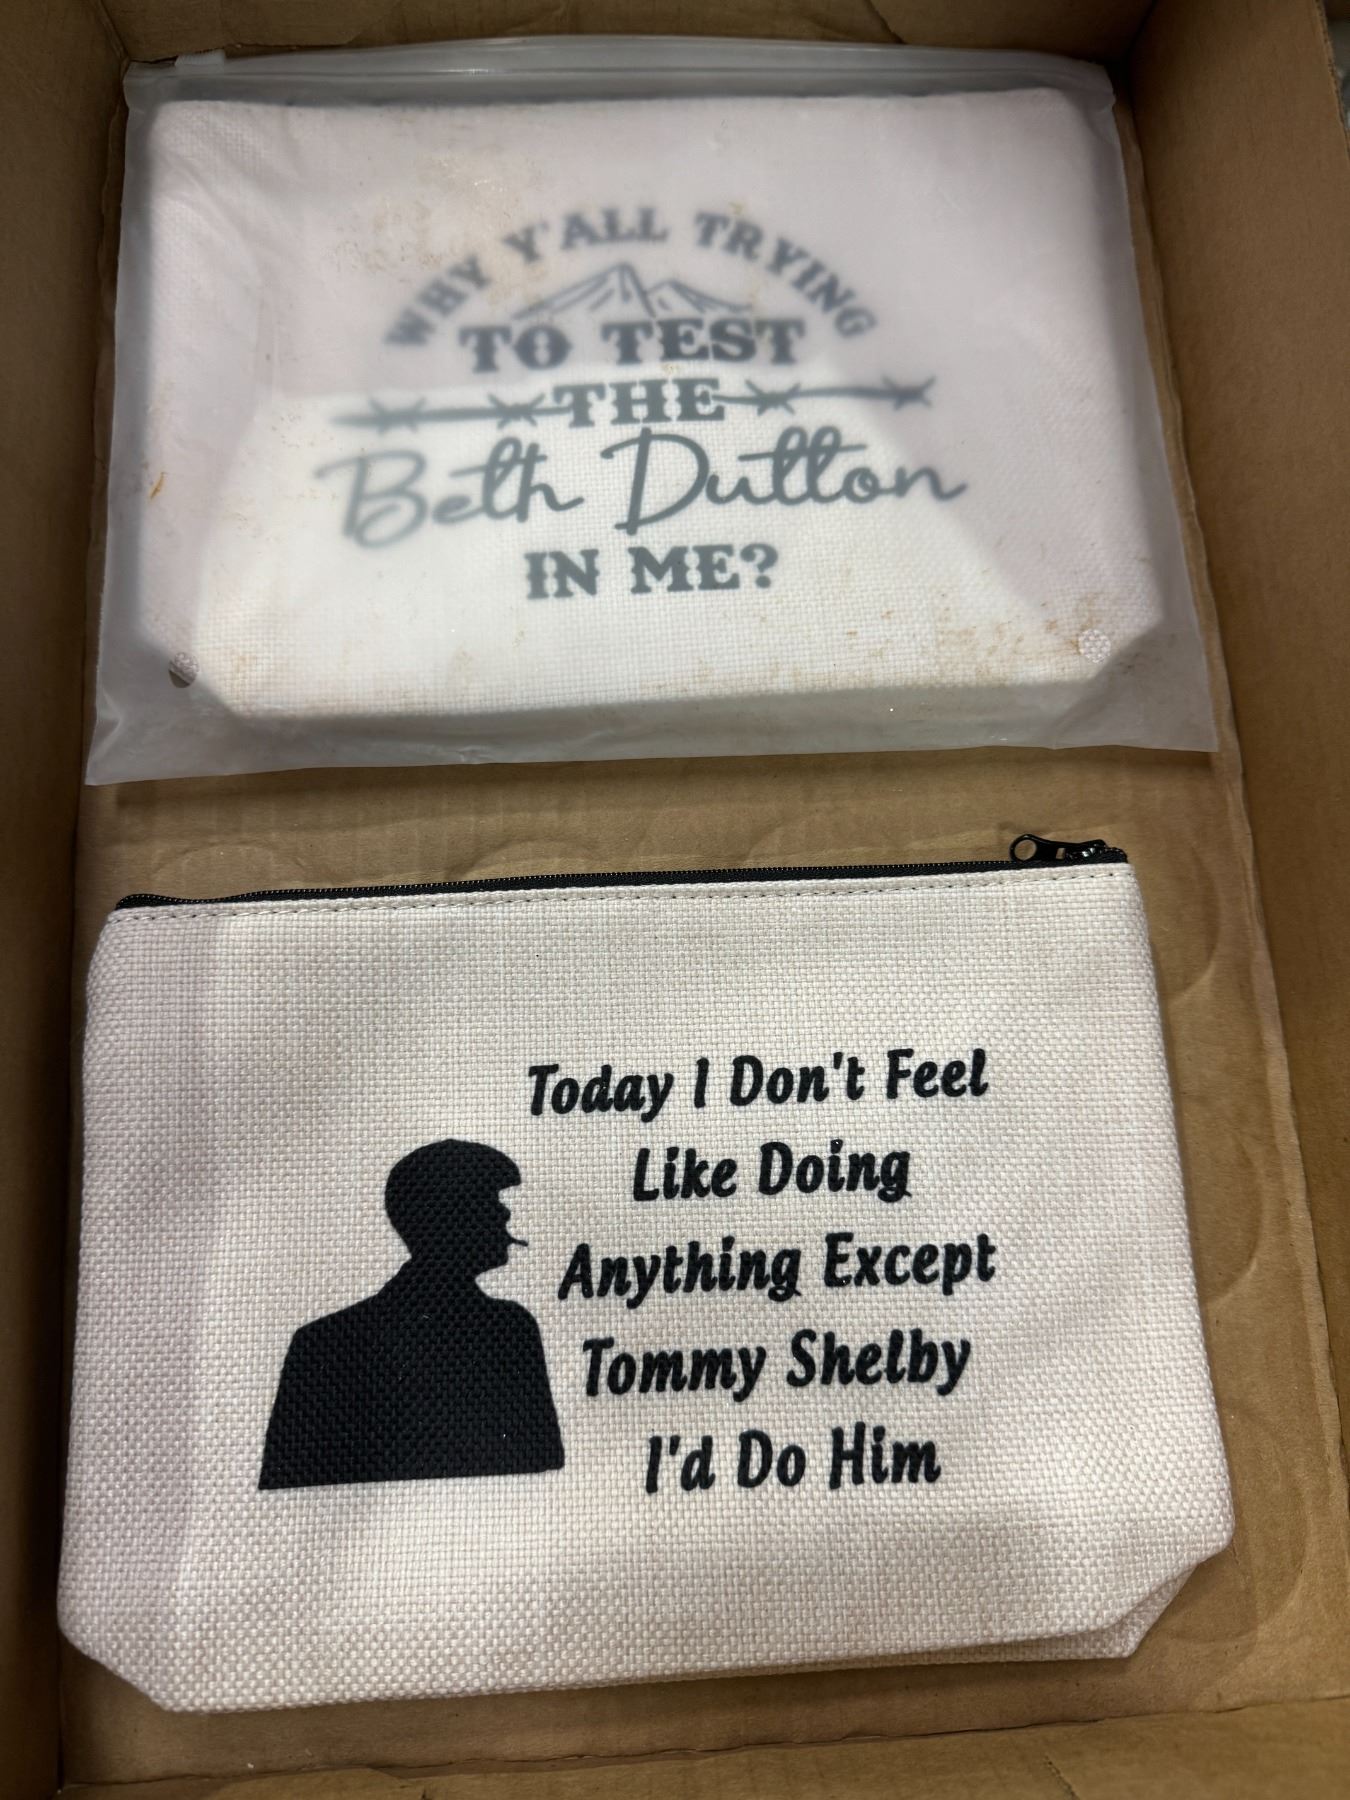 WHY Y'ALL TRYING
TO TEST
THE
Beth Dutton
IN ME?
Today I Don't Feel
Like Doing
Anything Except
Tommy Shelby
I'd Do Him